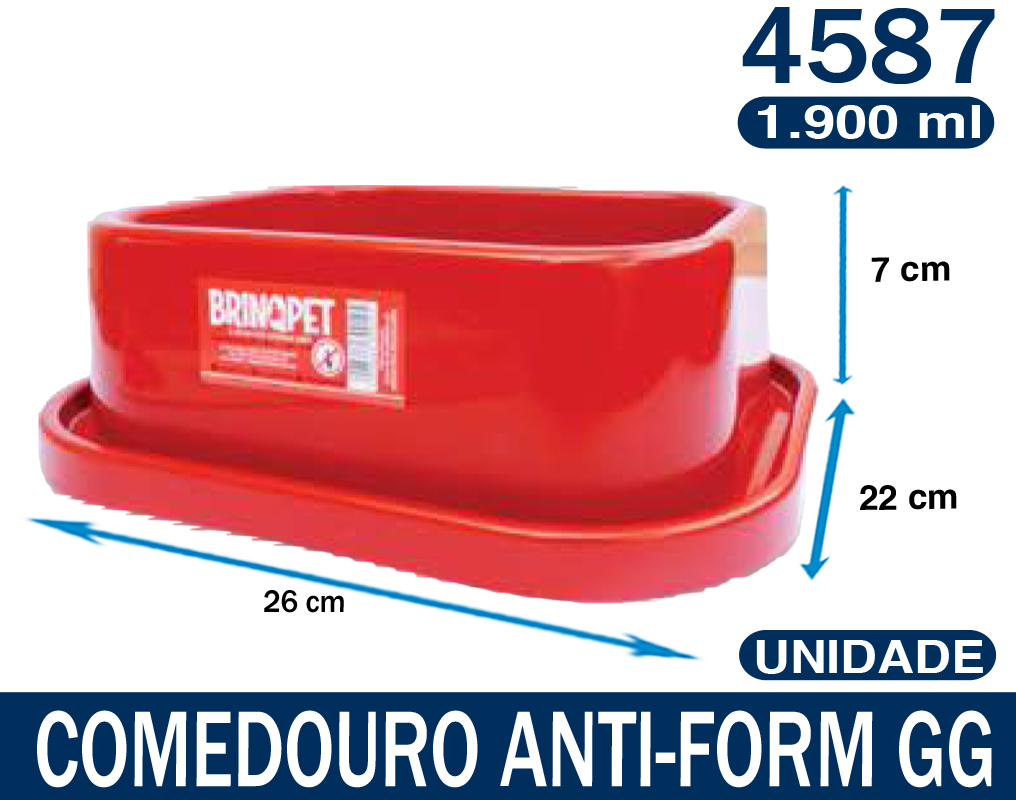 4587
1.900 ml
7 cm
BRINQPET
22 cm
26 cm
UNIDADE
COMEDOURO ANTI-FORM GG